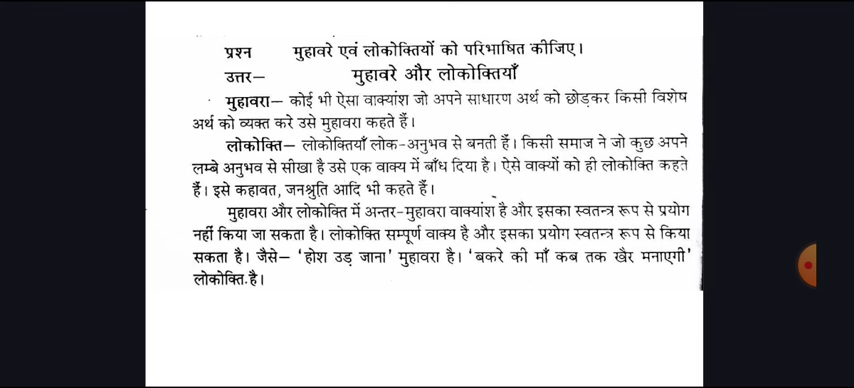 प्रश्न मुहावरे एवं लोकोक्तियों को परिभाषित कीजिए।
उत्तर— मुहावरे और लोकोक्तियाँ
मुहावरा— कोई भी ऐसा वाक्यांश जो अपने साधारण अर्थ को छोड़कर किसी विशेष
अर्थ को व्यक्त करे उसे मुहावरा कहते हैं।
लोकोक्ति— लोकोक्तियाँ लोक-अनुभव से बनती हैं। किसी समाज ने जो कुछ अपने
लम्बे अनुभव से सीखा है उसे एक वाक्य में बाँध दिया है। ऐसे वाक्यों को ही लोकोक्ति कहते
हैं। इसे कहावत, जनश्रुति आदि भी कहते हैं।
मुहावरा और लोकोक्ति में अन्तर-मुहावरा वाक्यांश है और इसका स्वतन्त्र रूप से प्रयोग
नहीं किया जा सकता है। लोकोक्ति सम्पूर्ण वाक्य है और इसका प्रयोग स्वतन्त्र रूप से किया
सकता है। जैसे— 'होश उड़ जाना' मुहावरा है। 'बकरे की माँ कब तक खैर मनाएगी'
लोकोक्ति है।